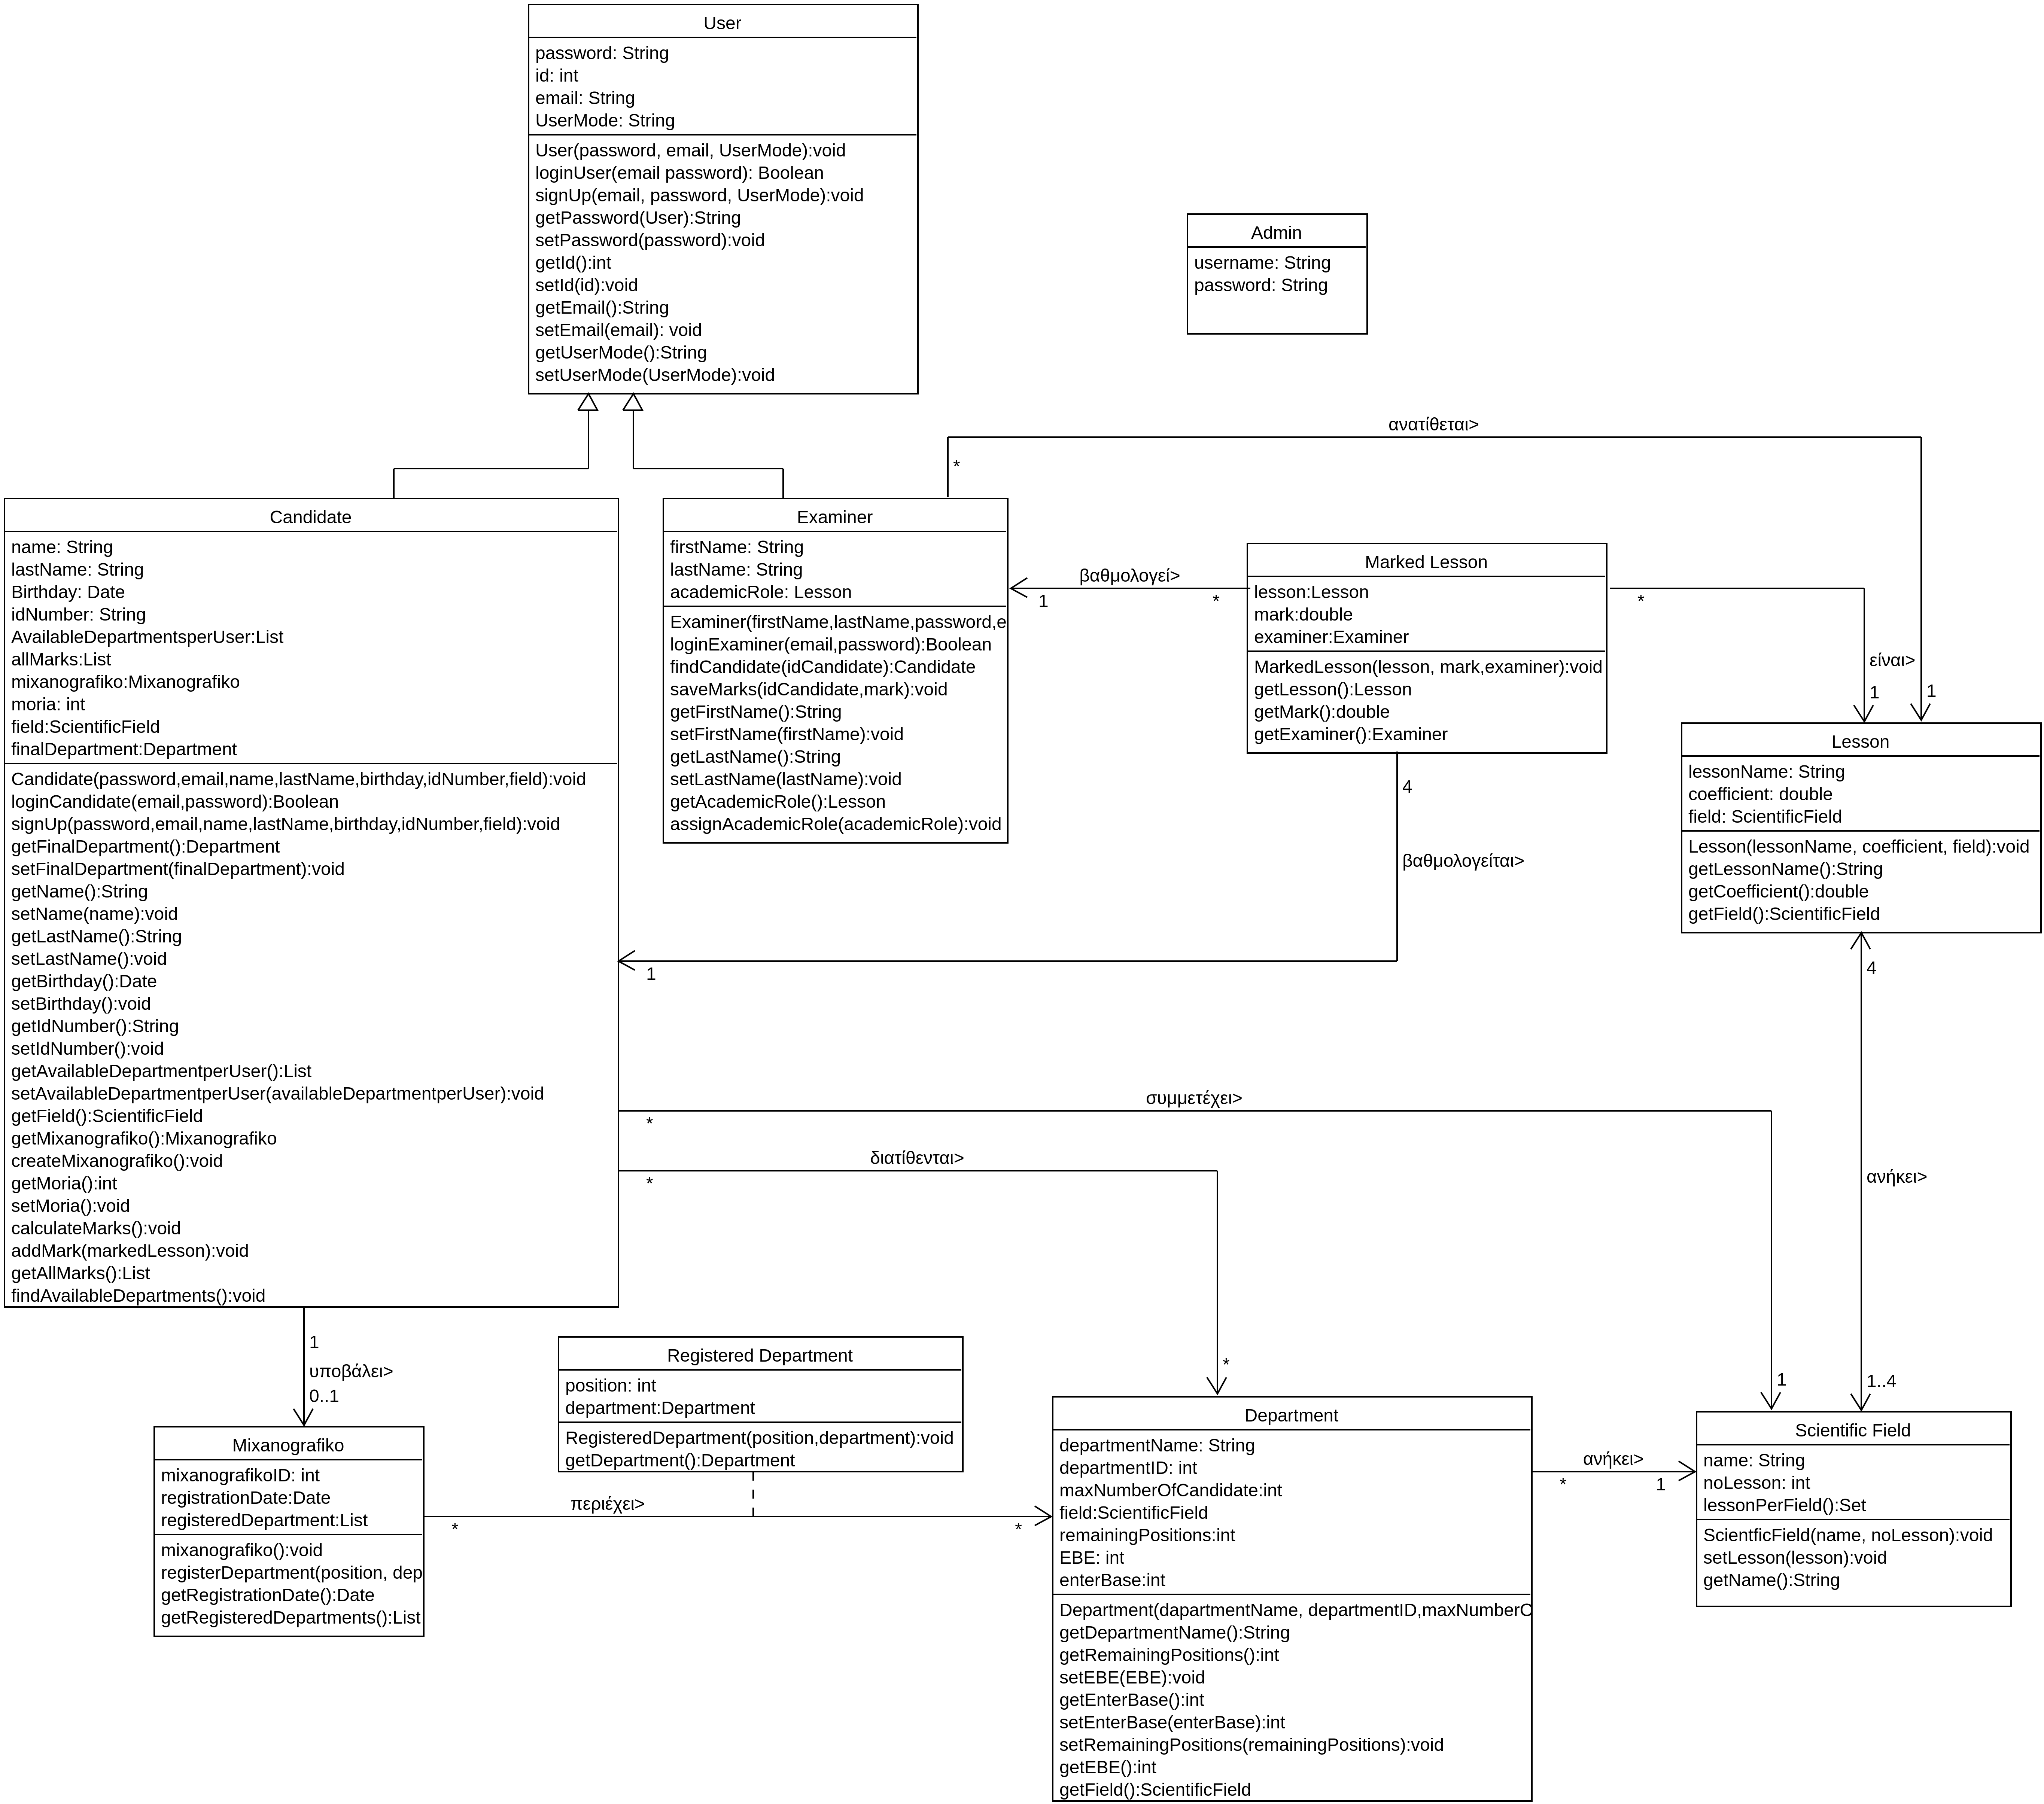 User
password: String
id: int
email: String
UserMode: String
User(password, email, UserMode):void
loginUser(email password): Boolean
signUp(email, password, UserMode):void
getPassword(User):String
setPassword(password):void
getId():int
setId(id):void
getEmail():String
setEmail(email): void
getUserMode():String
setUserMode(UserMode):void
Admin
username: String
password: String
ανατίθεται>
*
1
Candidate
name: String
lastName: String
Birthday: Date
idNumber: String
AvailableDepartmentsperUser:List
allMarks:List
mixanografiko:Mixanografiko
moria: int
field:ScientificField
finalDepartment:Department
Candidate(password,email,name,lastName,birthday,idNumber,field):void
loginCandidate(email,password):Boolean
signUp(password,email,name,lastName,birthday,idNumber,field):void
getFinalDepartment():Department
setFinalDepartment(finalDepartment):void
getName():String
setName(name):void
getLastName():String
setLastName():void
getBirthday():Date
setBirthday():void
getIdNumber():String
setIdNumber():void
getAvailableDepartmentperUser():List
setAvailableDepartmentperUser(availableDepartmentperUser):void
getField():ScientificField
getMixanografiko():Mixanografiko
createMixanografiko():void
getMoria():int
setMoria():void
calculateMarks():void
addMark(markedLesson):void
getAllMarks():List
findAvailableDepartments():void
Examiner
firstName: String
lastName: String
academicRole: Lesson
Examiner(firstName,lastName,password,e
loginExaminer(email,password):Boolean
findCandidate(idCandidate):Candidate
saveMarks(idCandidate,mark):void
getFirstName():String
setFirstName(firstName):void
getLastName():String
setLastName(lastName):void
getAcademicRole():Lesson
assignAcademicRole(academicRole):void
βαθμολογεί>
1
*
Marked Lesson
lesson:Lesson
mark:double
examiner:Examiner
MarkedLesson(lesson, mark,examiner):void
getLesson():Lesson
getMark():double
getExaminer():Examiner
*
είναι>
1
Lesson
lessonName: String
coefficient: double
field: ScientificField
Lesson(lessonName, coefficient, field):void
getLessonName():String
getCoefficient():double
getField():ScientificField
4
βαθμολογείται>
1
4
ανήκει>
1..4
συμμετέχει>
*
1
διατίθενται>
*
*
1
υποβάλει>
0..1
Mixanografiko
mixanografikoID: int
registrationDate:Date
registeredDepartment:List
mixanografiko():void
registerDepartment(position, dep
getRegistrationDate():Date
getRegisteredDepartments():List
Registered Department
position: int
department:Department
RegisteredDepartment(position,department):void
getDepartment():Department
περιέχει>
*
*
Department
departmentName: String
departmentID: int
maxNumberOfCandidate:int
field:ScientificField
remainingPositions:int
EBE: int
enterBase:int
Department(dapartmentName, departmentID,maxNumberO
getDepartmentName():String
getRemainingPositions():int
setEBE(EBE):void
getEnterBase():int
setEnterBase(enterBase):int
setRemainingPositions(remainingPositions):void
getEBE():int
getField():ScientificField
ανήκει>
*
1
Scientific Field
name: String
noLesson: int
lessonPerField():Set
ScientficField(name, noLesson):void
setLesson(lesson):void
getName():String